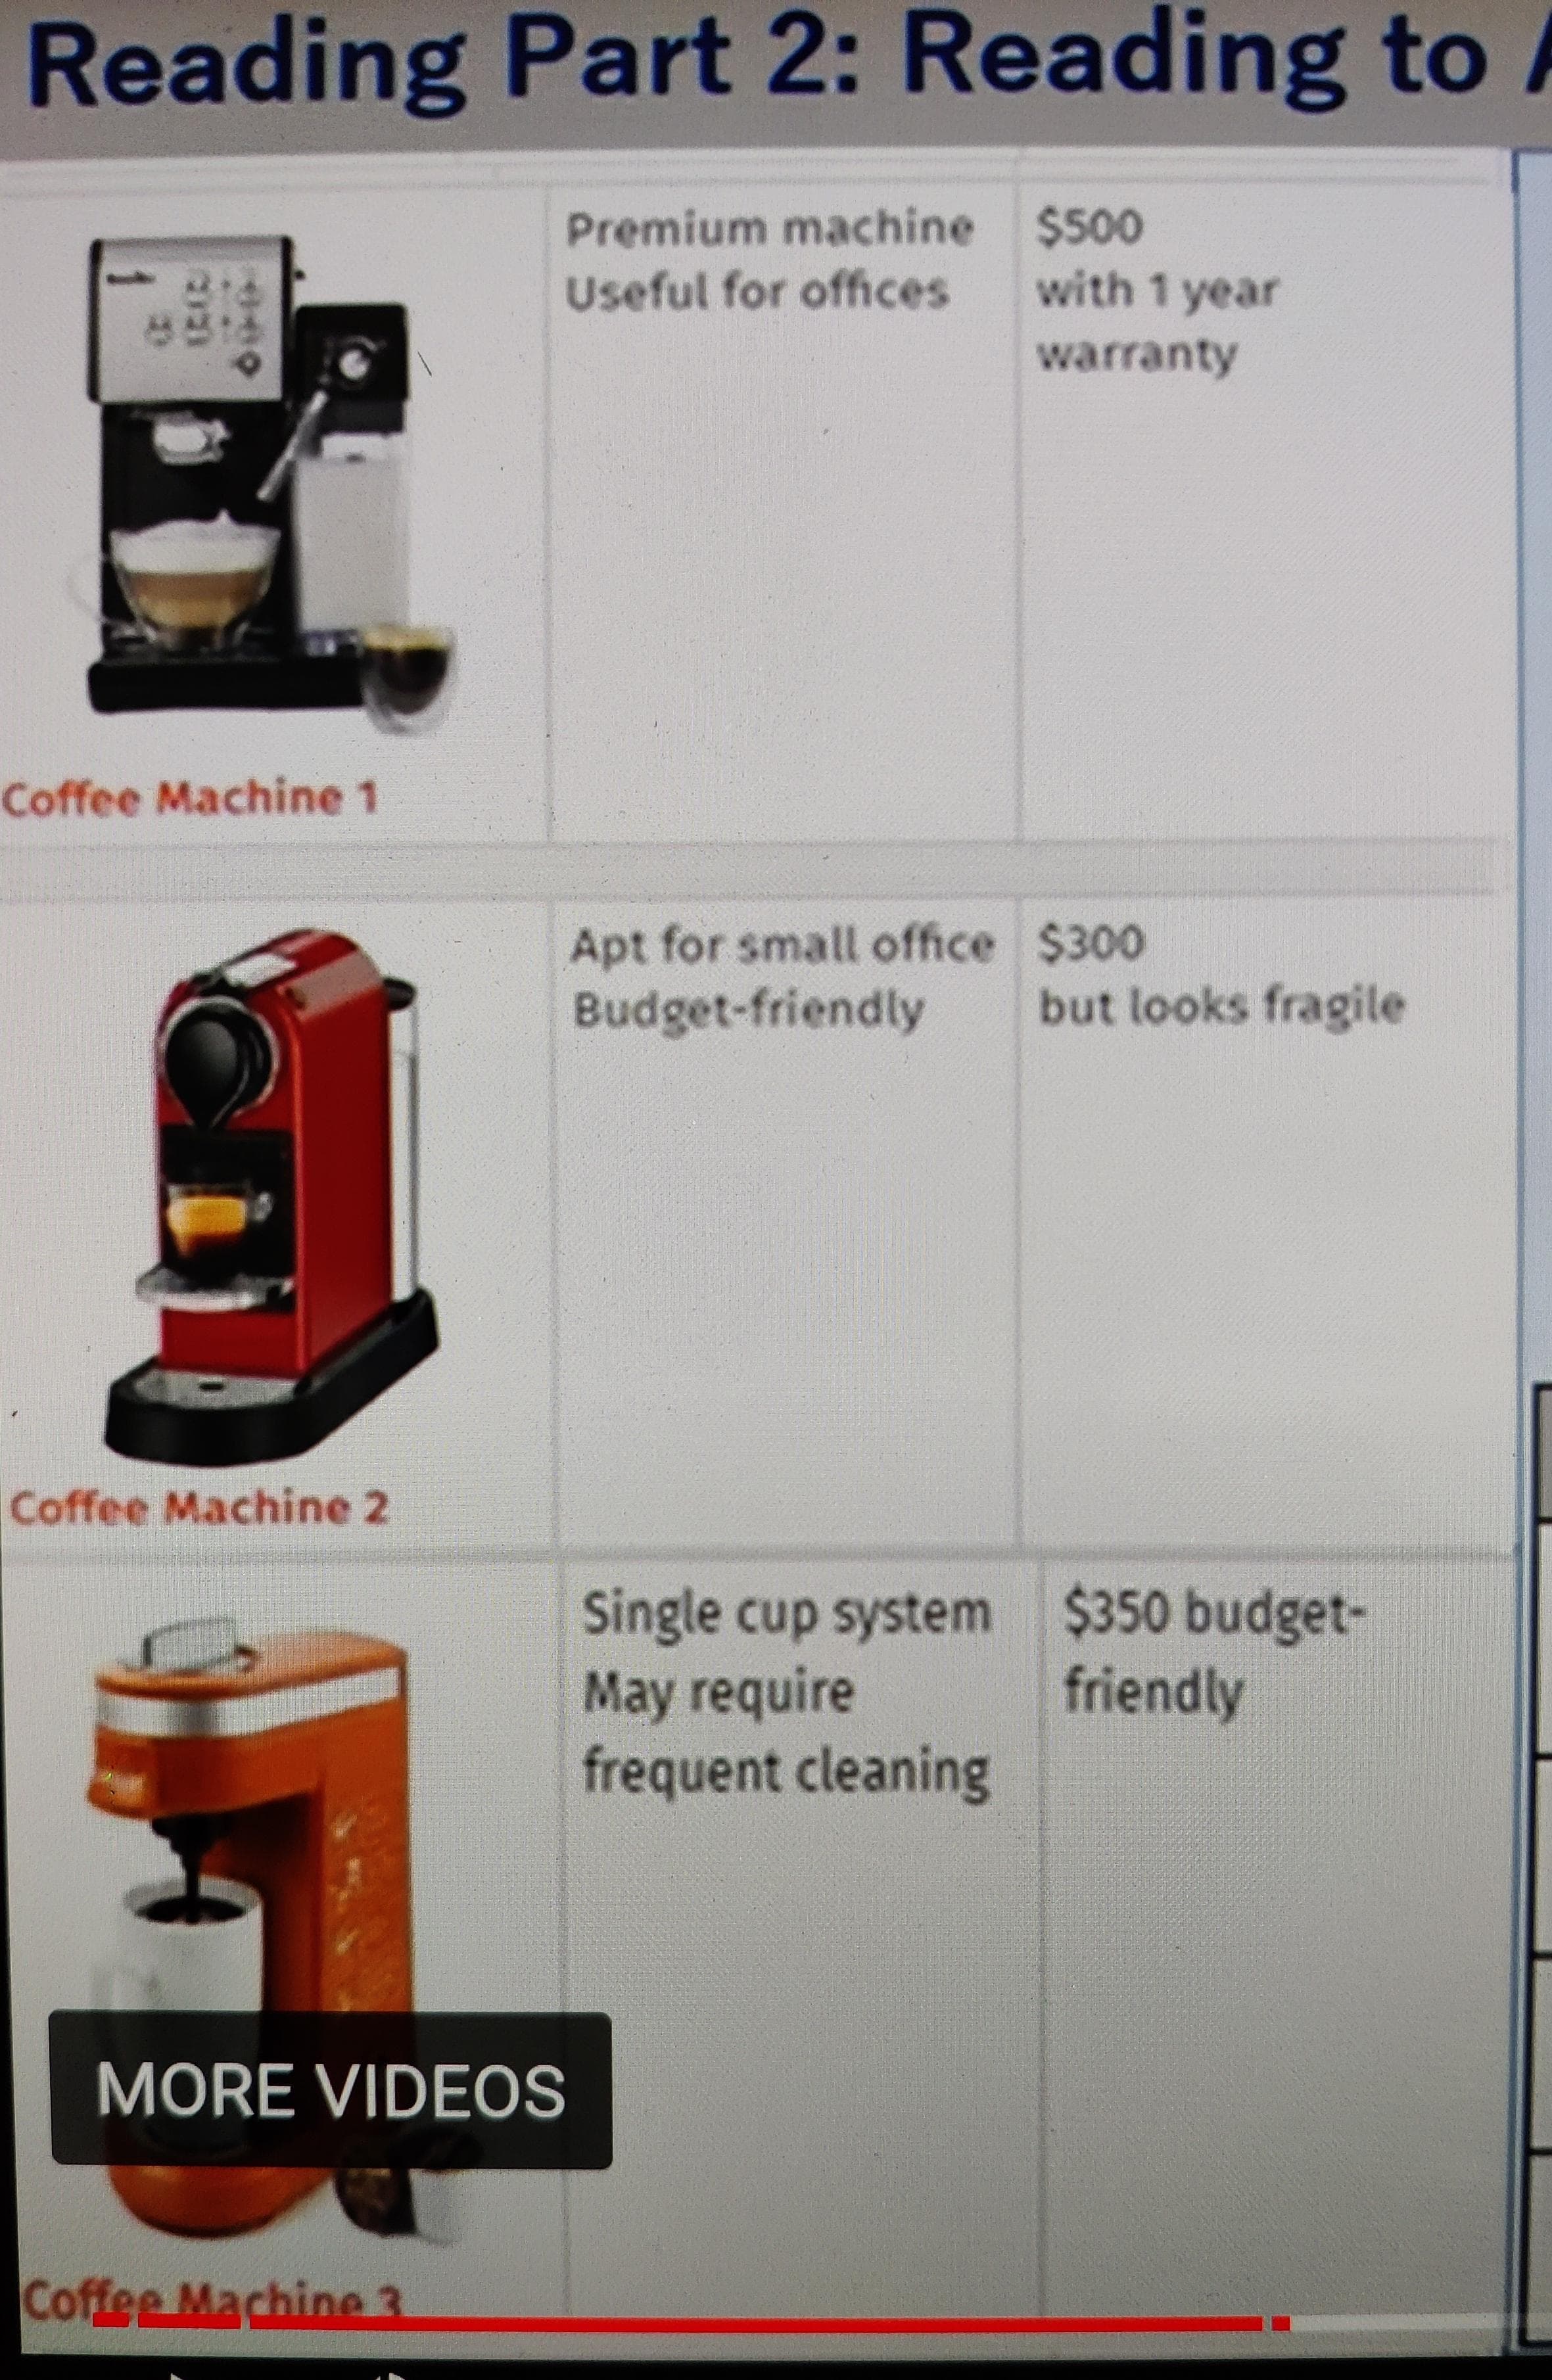 Reading Part 2: Reading to A
Premium machine
Useful for offices
$500
with 1 year
warranty
Coffee Machine 1
Apt for small office
Budget-friendly
$300
but looks fragile
Coffee Machine 2
Single cup system
May require
frequent cleaning
$350 budget-
friendly
MORE VIDEOS
Coffee Machine 3